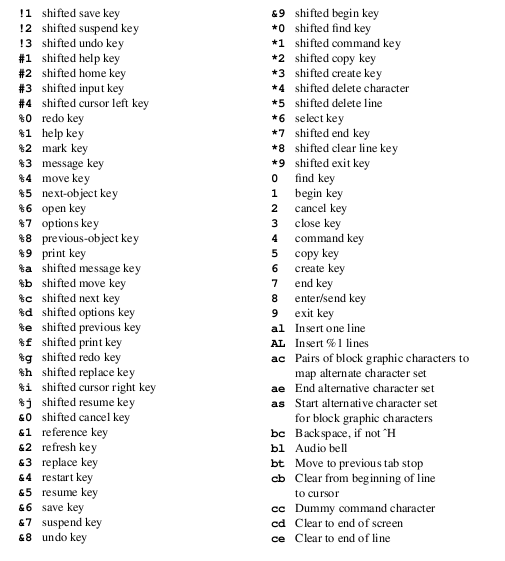 !1 shifted save key
!2 shifted suspend key
!3 shifted undo key
#1 shifted help key
#2 shifted home key
#3 shifted input key
#4 shifted cursor left key
%0 redo key
%1 help key
%2 mark key
%3 message key
%4 move key
%5 next-object key
%6 open key
%7 options key
%8 previous-object key
%9 print key
%a shifted message key
%b shifted move key
%c shifted next key
%d shifted options key
%e shifted previous key
%f shifted print key
%g shifted redo key
%h shifted replace key
%i shifted cursor right key
%j shifted resume key
&0 shifted cancel key
&1 reference key
&2 refresh key
&3 replace key
&4 restart key
&5 resume key
&6 save key
&7 suspend key
&8 undo key
&9 shifted begin key
*0 shifted find key
*1 shifted command key
*2 shifted copy key
*3 shifted create key
*4 shifted delete character
*5 shifted delete line
*6 select key
*7 shifted end key
*8 shifted clear line key
*9 shifted exit key
0 find key
1 begin key
2 cancel key
3 close key
4 command key
5 copy key
6 create key
7 end key
8 enter/send key
9 exit key
al Insert one line
AL Insert %1 lines
ac Pairs of block graphic characters to
map alternate character set
ae End alternative character set
as Start alternative character set
for block graphic characters
bc Backspace, if not ^H
bl Audio bell
bt Move to previous tab stop
cb Clear from beginning of line
to cursor
cc Dummy command character
cd Clear to end of screen
ce Clear to end of line